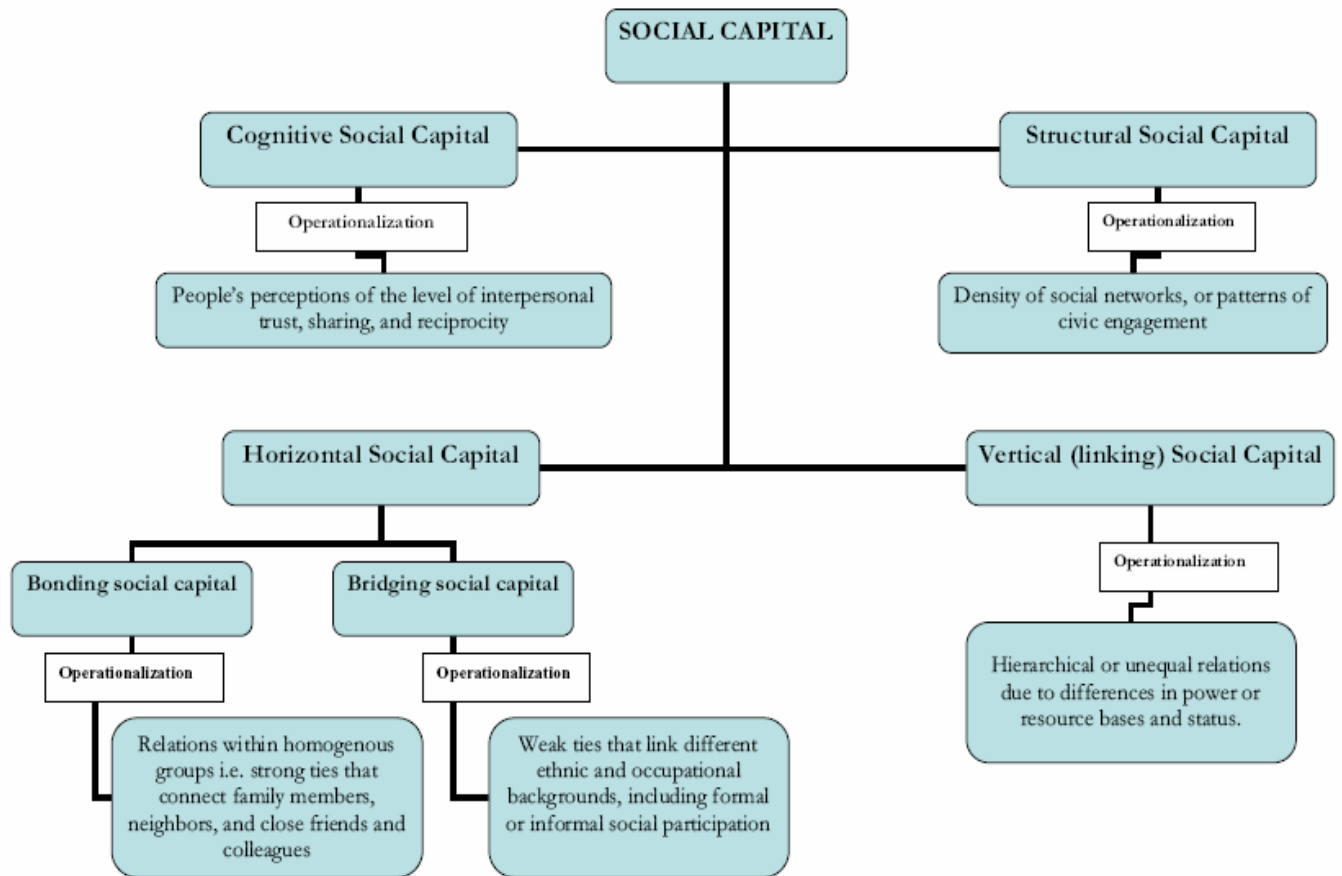 SOCIAL CAPITAL
Cognitive Social Capital
Structural Social Capital
Operationalization
Operationalization
People's perceptions of the level of interpersonal
trust, sharing, and reciprocity
Density of social networks, or patterns of
civic engagement
Horizontal Social Capital
Vertical (linking) Social Capital
Bonding social capital
Bridging social capital
Operationalization
Operationalization
Operationalization
Hierarchical or unequal relations
due to differences in power or
resource bases and status.
Relations within homogenous
groups i.e. strong ties that
connect family members,
neighbors, and close friends and
colleagues
Weak ties that link different
ethnic and occupational
backgrounds, including formal
or informal social participation